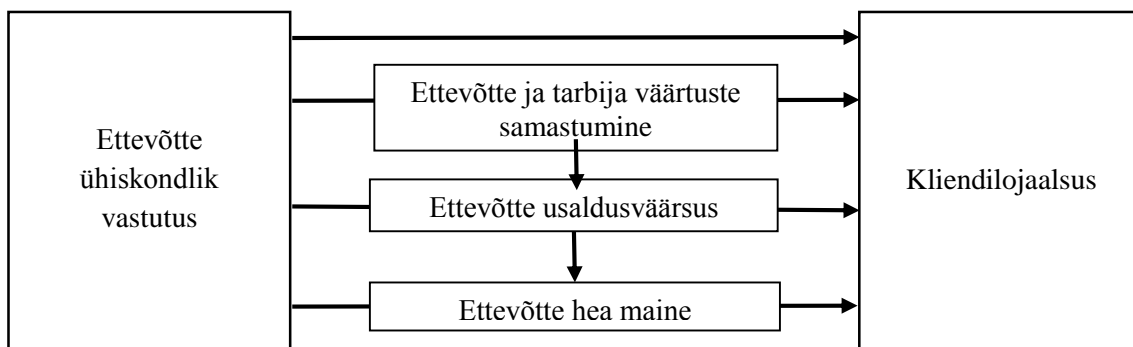 Ettevõtte
ühiskondlik
vastutus
Ettevõtte ja tarbija väärtuste
samastumine
Ettevõtte usaldusväärsus
Ettevõtte hea maine
Kliendilojaalsus